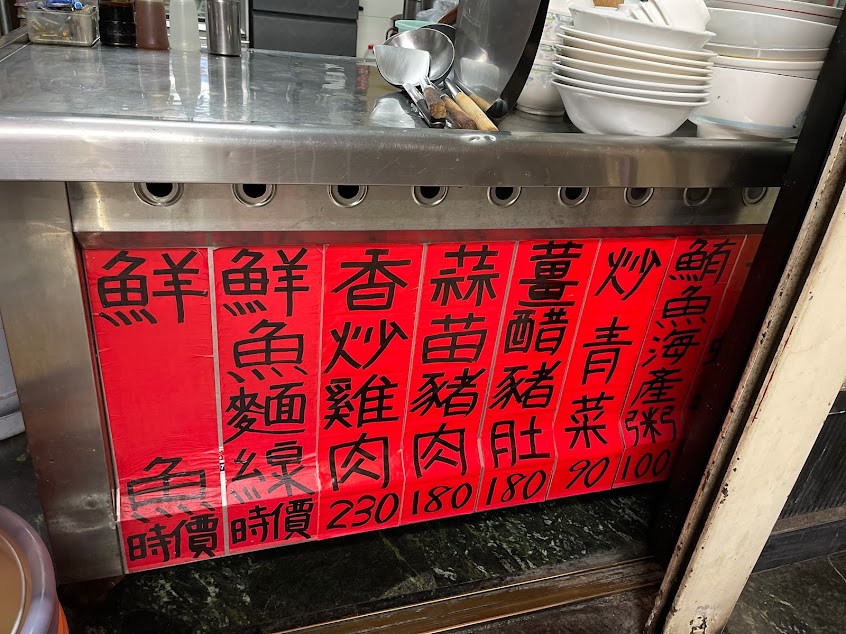 鮮魚
時價
鮮魚麵線
時價
香炒雞肉
230
蒜苗豬肉
180
薑醋豬肚
180
炒青菜
90
鮪魚海產粥
100